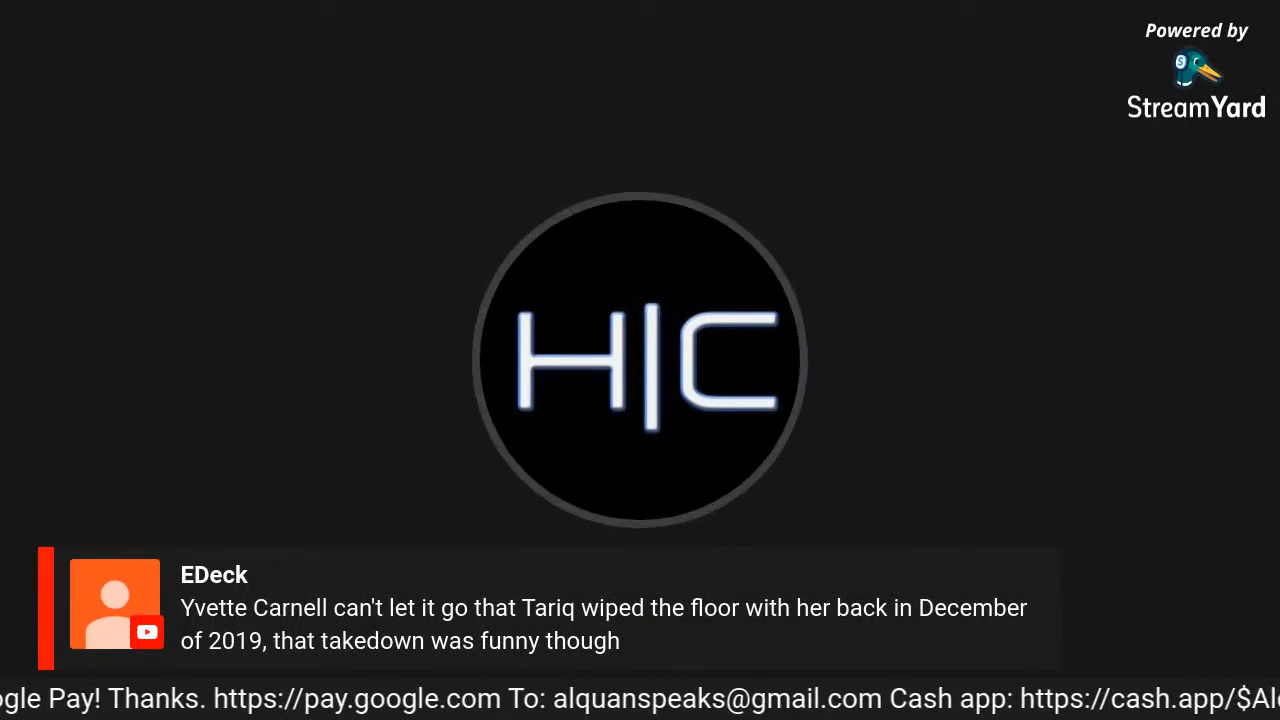 Powered by
StreamYard
H|C
EDeck
Yvette Carnell can't let it go that Tariq wiped the floor with her back in December
of 2019, that takedown was funny though
ogle Pay! Thanks. https://pay.google.com To: alquanspeaks@gmail.com Cash app: https://cash.app/$Al